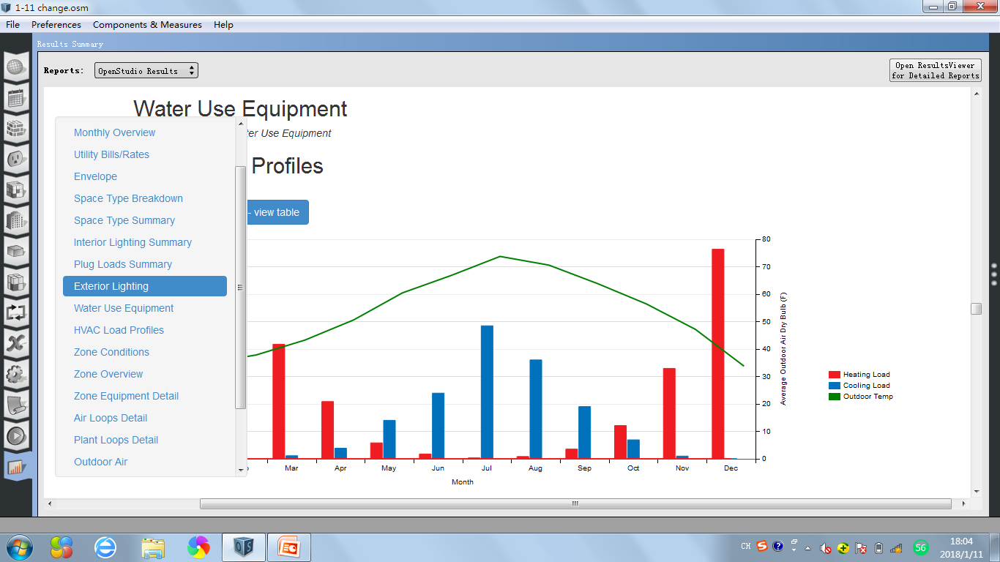 1-11 change.osm
File Preferences Components & Measures Help
Results Summary
Reports: OpenStudio Results
Open ResultsViewer
for Detailed Reports
Water Use Equipment
ter Use Equipment
Profiles
- view table
Monthly Overview
Utility Bills/Rates
Envelope
Space Type Breakdown
Space Type Summary
Interior Lighting Summary
Plug Loads Summary
Exterior Lighting
Water Use Equipment
HVAC Load Profiles
Zone Conditions
Zone Overview
Zone Equipment Detail
Air Loops Detail
Plant Loops Detail
Outdoor Air
80
70
60
50
40
30
20
10
0
Average Outdoor Air Dry Bulb (F)
Heating Load
Cooling Load
Outdoor Temp
Mar Apr May Jun Jul Aug Sep Oct Nov Dec
Month
CH
56
18:04
2018/1/11